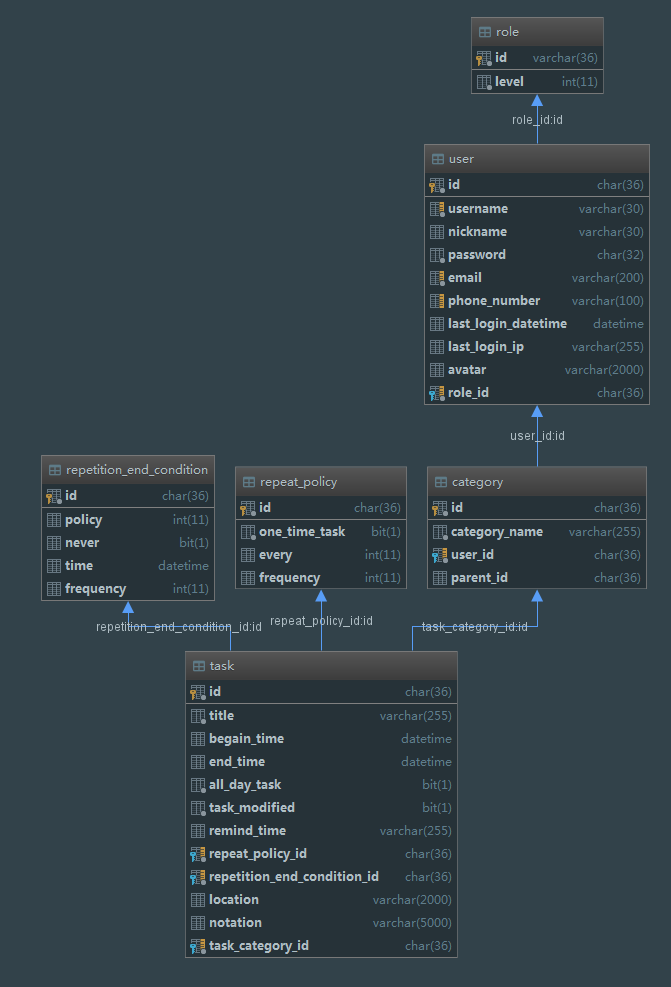 role
id varchar(36)
level int(11)
role_id:id
user
id char(36)
username varchar(30)
nickname varchar(30)
password char(32)
email varchar(200)
phone_number varchar(100)
last_login_datetime datetime
last_login_ip varchar(255)
avatar varchar(2000)
role_id char(36)
user_id:id
repetition_end_condition
id char(36)
policy int(11)
never bit(1)
time datetime
frequency int(11)
repeat_policy
id char(36)
one_time_task bit(1)
every int(11)
frequency int(11)
category
id char(36)
category_name varchar(255)
user_id char(36)
parent_id char(36)
repetition_end_condition_id:id
repeat_policy_id:id
task_category_id:id
task
id char(36)
title varchar(255)
begain_time datetime
end_time datetime
all_day_task bit(1)
task_modified bit(1)
remind_time varchar(255)
repeat_policy_id char(36)
repetition_end_condition_id char(36)
location varchar(2000)
notation varchar(5000)
task_category_id char(36)